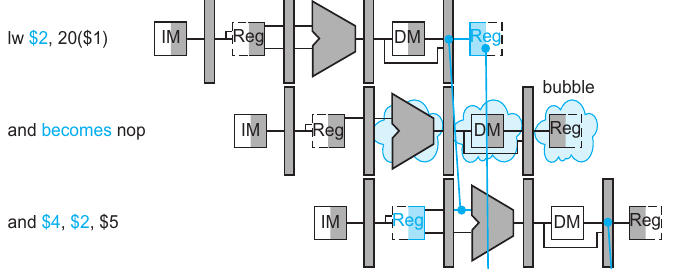 lw $2, 20($1) IM Reg DM Reg
bubble
and becomes nop IM Reg DM Reg
and $4, $2, $5 IM Reg DM Reg